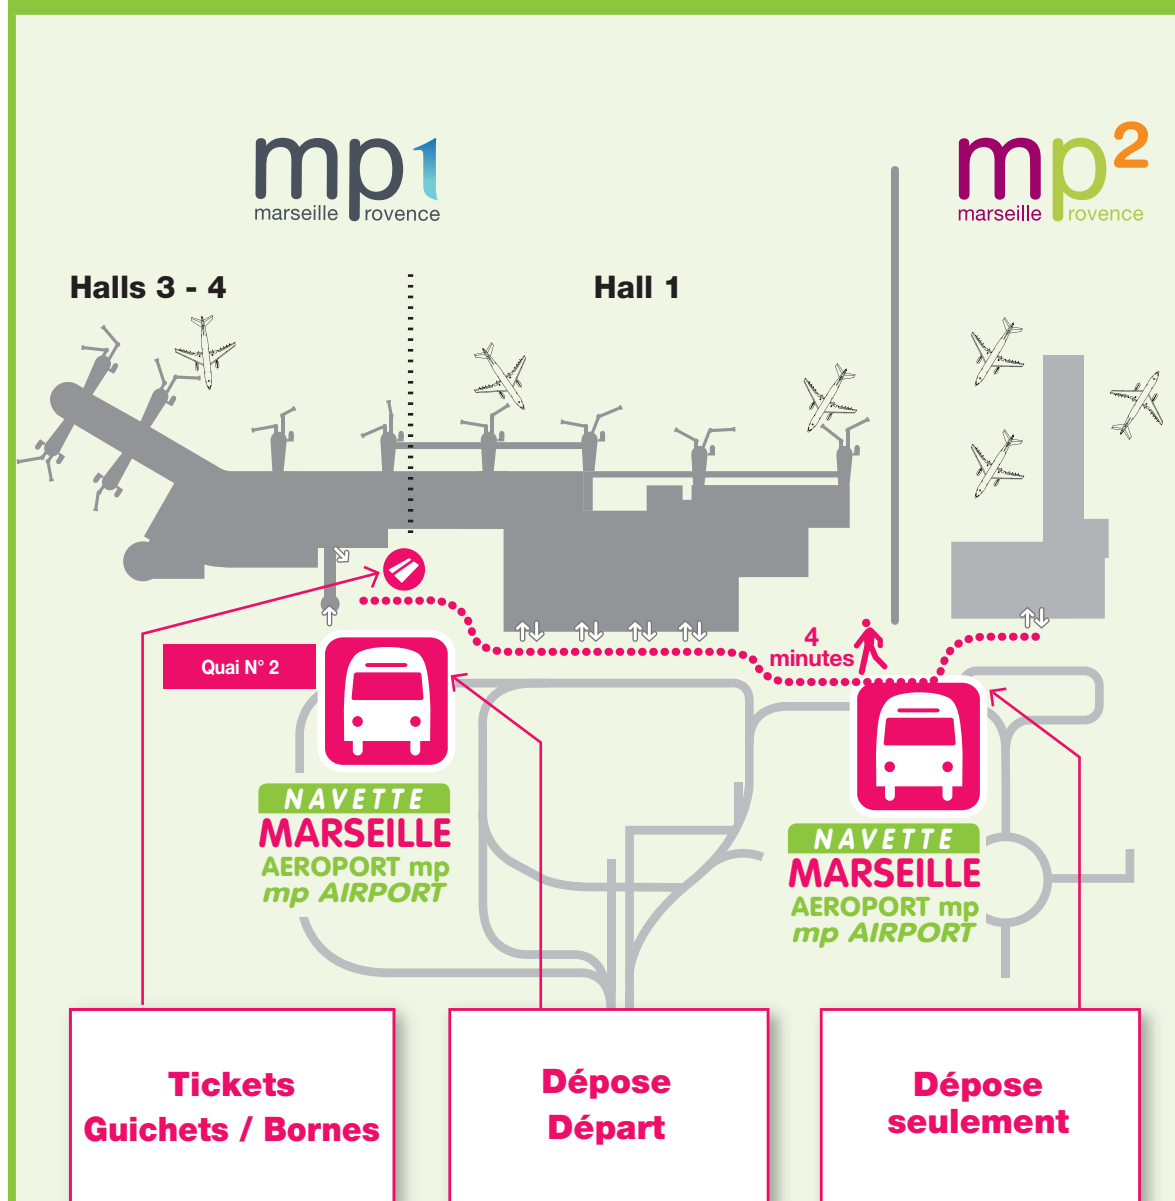 mp1
marseille provence
mp2
marseille provence
Halls 3 - 4
Hall 1
4
minutes
Quai N° 2
NAVETTE
MARSEILLE
AEROPORT mp
mp AIRPORT
NAVETTE
MARSEILLE
AEROPORT mp
mp AIRPORT
Tickets
Guichets / Bornes
Dépose
Départ
Dépose
seulement